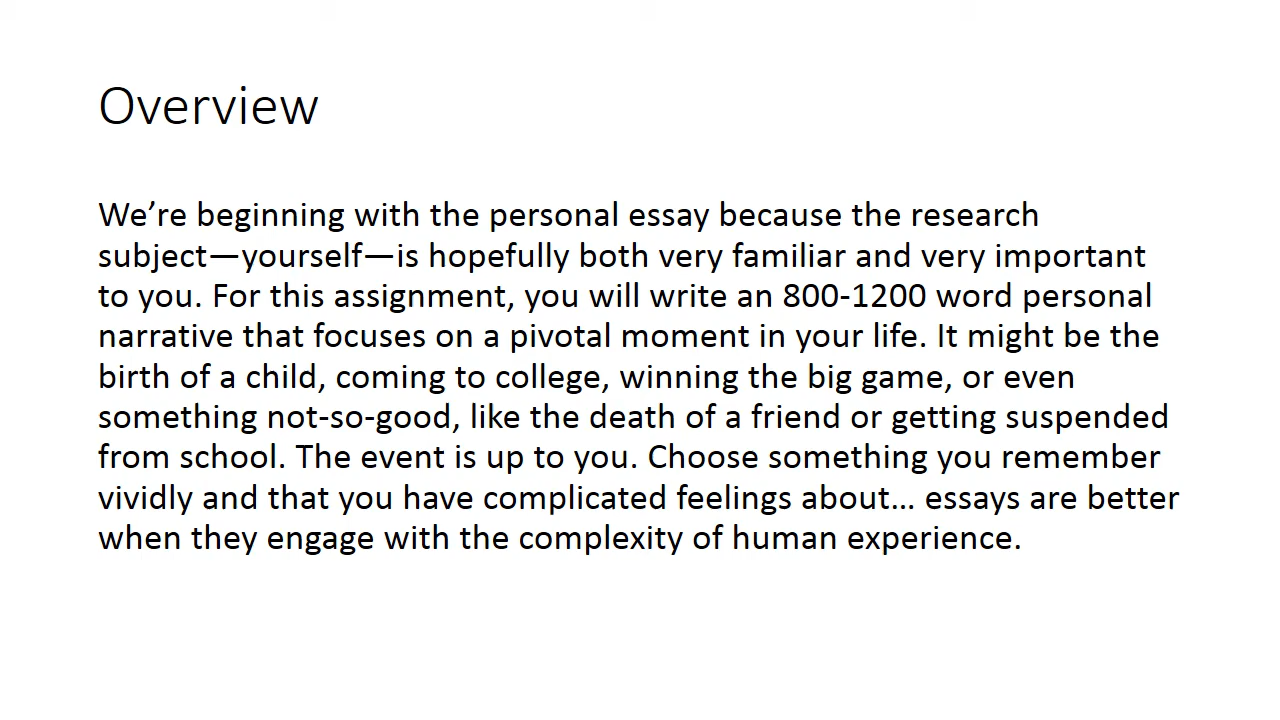 Overview
We’re beginning with the personal essay because the research
subject—yourself—is hopefully both very familiar and very important
to you. For this assignment, you will write an 800-1200 word personal
narrative that focuses on a pivotal moment in your life. It might be the
birth of a child, coming to college, winning the big game, or even
something not-so-good, like the death of a friend or getting suspended
from school. The event is up to you. Choose something you remember
vividly and that you have complicated feelings about… essays are better
when they engage with the complexity of human experience.